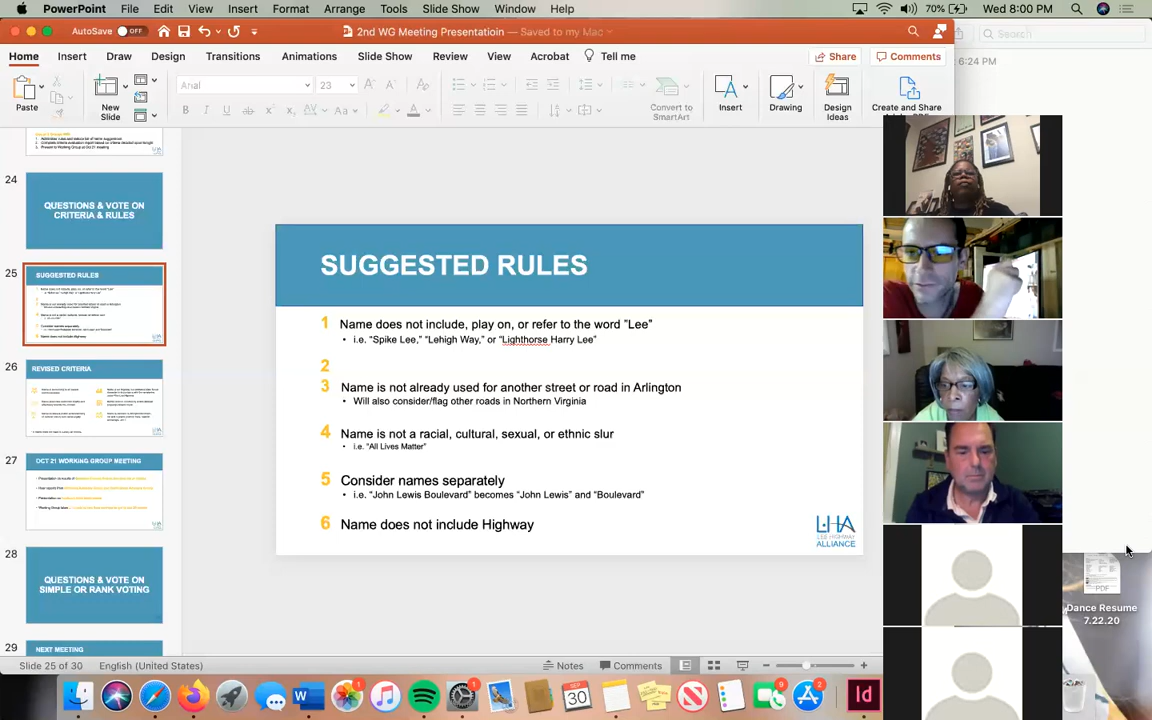 PowerPoint File Edit View Insert Format Arrange Tools Slide Show Window Help 70% Wed 8:00 PM
AutoSave OFF 2nd WG Meeting Presentatioin — Saved to my Mac
Search
Home Insert Draw Design Transitions Animations Slide Show Review View Acrobat Tell me Share Comments
6:24 PM
Paste New Slide Arial 23 Convert to SmartArt Insert Drawing Design Ideas Create and Share
24
QUESTIONS & VOTE ON
CRITERIA & RULES
25
SUGGESTED RULES
26
REVISED CRITERIA
27
OCT 21 WORKING GROUP MEETING
28
QUESTIONS & VOTE ON
SIMPLE OR RANK VOTING
29
NEXT MEETING
SUGGESTED RULES
1 Name does not include, play on, or refer to the word "Lee"
• i.e. "Spike Lee," "Lehigh Way," or "Lighthorse Harry Lee"
2
3 Name is not already used for another street or road in Arlington
• Will also consider/flag other roads in Northern Virginia
4 Name is not a racial, cultural, sexual, or ethnic slur
• i.e. "All Lives Matter"
5 Consider names separately
• i.e. "John Lewis Boulevard" becomes "John Lewis" and "Boulevard"
6 Name does not include Highway
LHA
LEE HIGHWAY
ALLIANCE
PDF
Dance Resume
7.22.20
Slide 25 of 30 English (United States) Notes Comments
SEP
30
Id